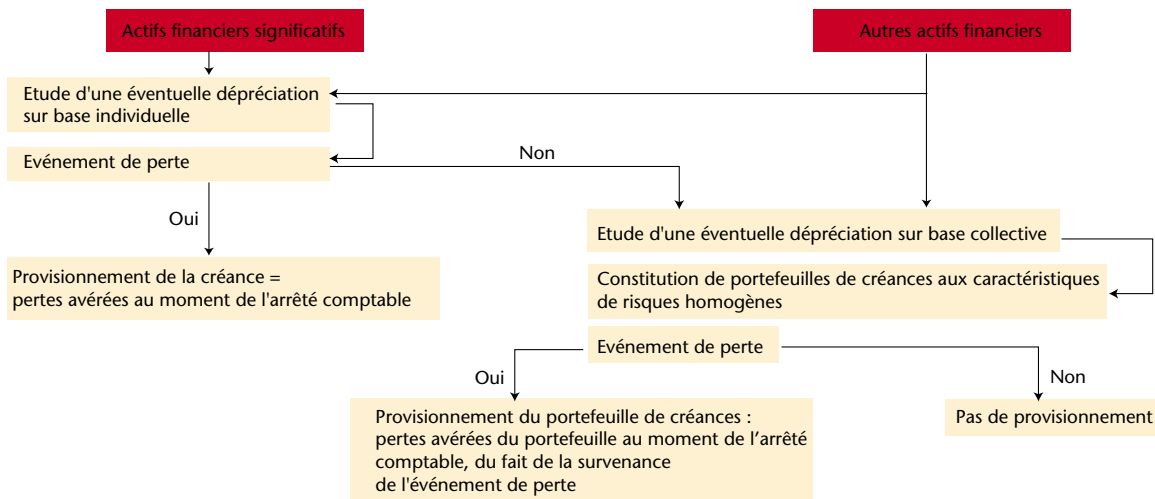 Actifs financiers significatifs
Autres actifs financiers
Etude d'une éventuelle dépréciation
sur base individuelle
Evénement de perte
Non
Oui
Etude d'une éventuelle dépréciation sur base collective
Provisionnement de la créance =
pertes avérées au moment de l'arrêté comptable
Constitution de portefeuilles de créances aux caractéristiques
de risques homogènes
Evénement de perte
Oui
Non
Provisionnement du portefeuille de créances :
pertes avérées du portefeuille au moment de l’arrêté
comptable, du fait de la survenance
de l'événement de perte
Pas de provisionnement